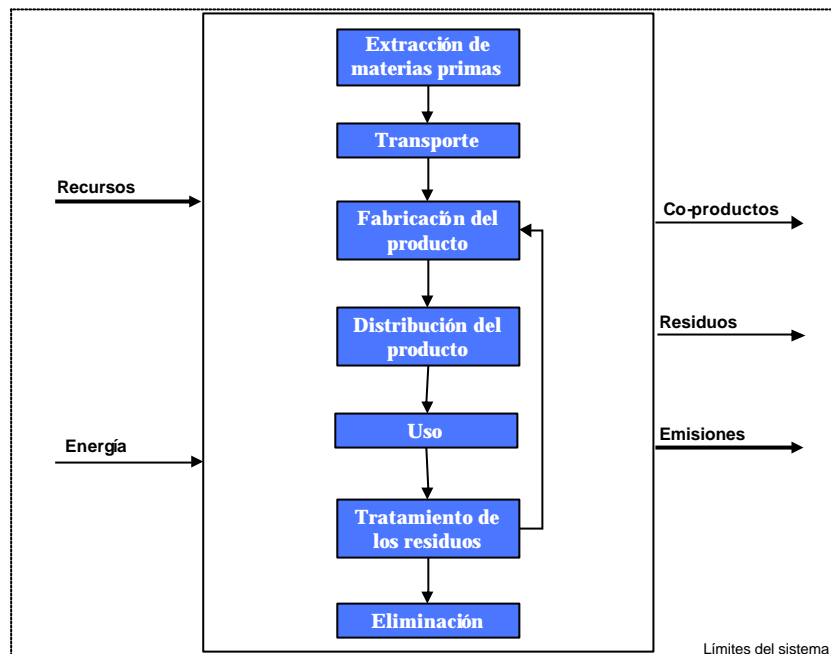 Extracción de
materias primas
Transporte
Recursos
Fabricación del
producto
Co-productos
Distribución del
producto
Residuos
Uso
Energía
Emisiones
Tratamiento de
los residuos
Eliminación
Límites del sistema